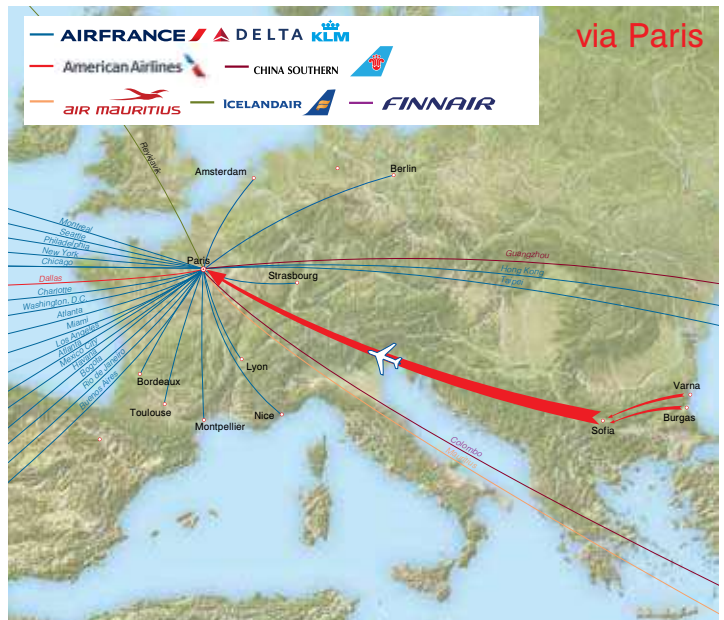 via Paris
AIRFRANCE DELTA KLM
American Airlines CHINA SOUTHERN
AIR MAURITIUS ICELANDAIR FINNAIR
Reykiavik
Amsterdam
Berlin
Montreal
Seattle
Philadelphia
New York
Chicago
Paris
Guangzhou
Hong Kong
Strasbourg
Dallas
Charlotte
Washington, D.C.
Atlanta
Miami
Los Angeles
Atlanta
Mexico City
Havana
Bogota
Rio de Janeiro
Buenos Aires
Lyon
Bordeaux
Toulouse
Montpellier
Nice
Varna
Burgas
Sofia
Colombo